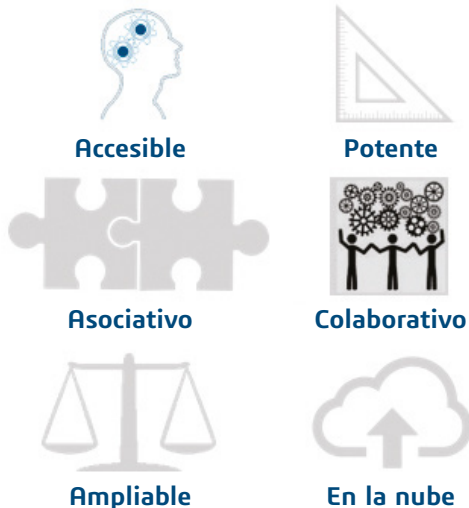 Accesible
Potente
Asociativo
Colaborativo
Ampliable
En la nube